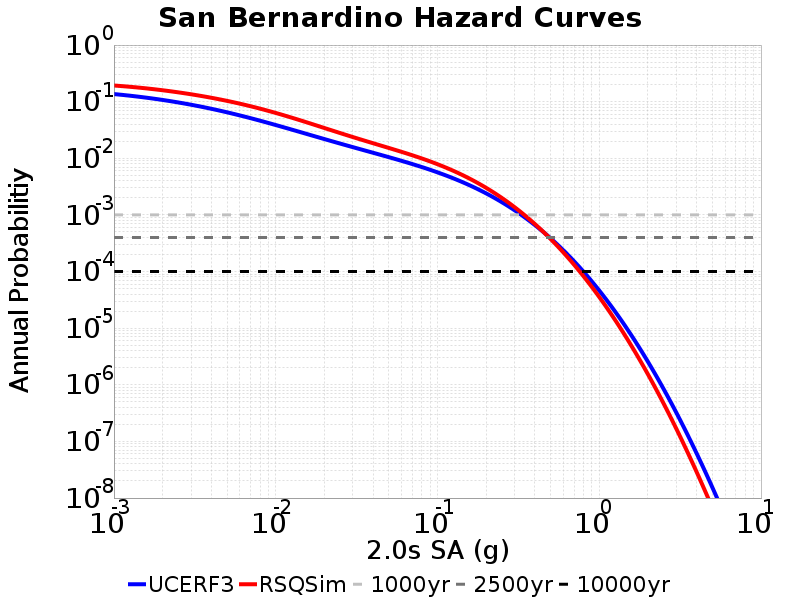 San Bernardino Hazard Curves
10^0
10^-1
10^-2
10^-3
10^-4
10^-5
10^-6
10^-7
10^-8
Annual Probabilitiy
10^-3 10^-2 10^-1 10^0 10^1
2.0s SA (g)
UCERF3 RSQSim 1000yr 2500yr 10000yr